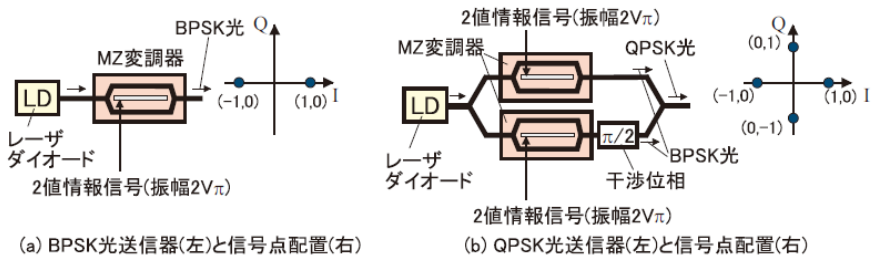 BPSK光
Q
MZ変調器
LD
(-1,0)
(1,0)
I
レーザ
ダイオード
2値情報信号(振幅2Vπ)
(a) BPSK光送信器(左)と信号点配置(右)
2値情報信号(振幅2Vπ)
MZ変調器
QPSK光
Q
(0,1)
LD
(-1,0)
(1,0)
I
(0,-1)
π/2
レーザ
ダイオード
BPSK光
干渉位相
2値情報信号(振幅2Vπ)
(b) QPSK光送信器(左)と信号点配置(右)